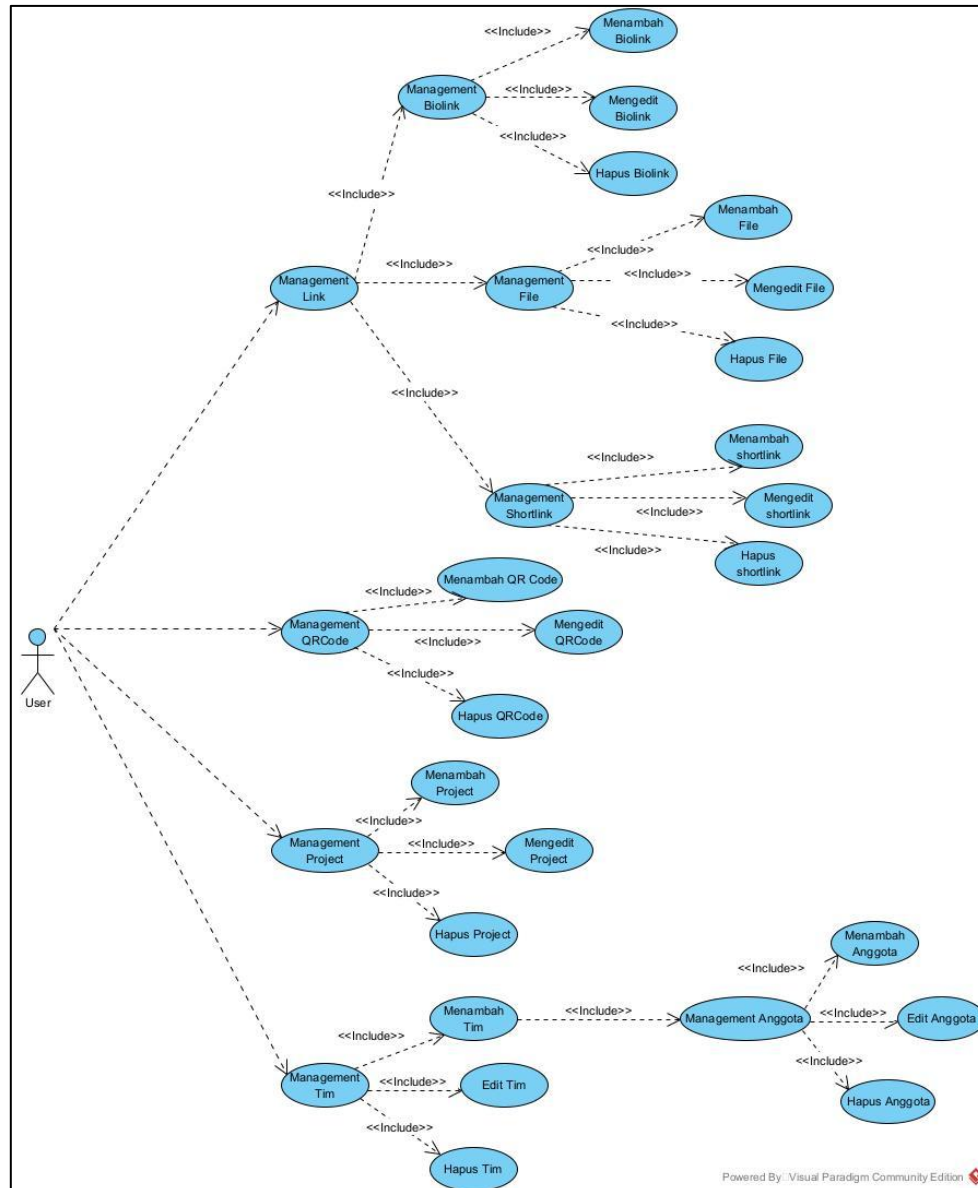 <<Include>>
Menambah
Biolink
Management
Biolink
<<Include>>
Mengedit
Biolink
<<Include>>
Hapus Biolink
<<Include>>
Management
Link
<<Include>>
Management
File
<<Include>>
Menambah
File
<<Include>>
Mengedit File
<<Include>>
Hapus File
<<Include>>
Management
Shortlink
<<Include>>
Menambah
shortlink
<<Include>>
Mengedit
shortlink
<<Include>>
Hapus
shortlink
User
Management
QRCode
<<Include>>
Menambah QR Code
<<Include>>
Mengedit
QRCode
<<Include>>
Hapus QRCode
Management
Project
<<Include>>
Menambah
Project
<<Include>>
Mengedit
Project
<<Include>>
Hapus Project
Management
Tim
<<Include>>
Menambah
Tim
<<Include>>
Edit Tim
<<Include>>
Hapus Tim
<<Include>>
Management Anggota
<<Include>>
Menambah
Anggota
<<Include>>
Edit Anggota
<<Include>>
Hapus Anggota
Powered By Visual Paradigm Community Edition